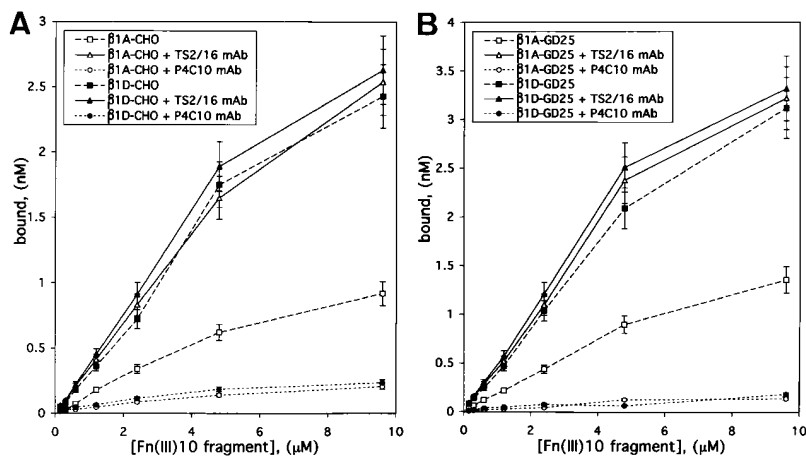 A
β1A-CHO
β1A-CHO + TS2/16 mAb
β1A-CHO + P4C10 mAb
β1D-CHO
β1D-CHO + TS2/16 mAb
β1D-CHO + P4C10 mAb
3
2.5
2
1.5
1
0.5
0
bound, (nM)
0 2 4 6 8 10
[Fn(III)10 fragment], (μM)
B
β1A-GD25
β1A-GD25 + TS2/16 mAb
β1A-GD25 + P4C10 mAb
β1D-GD25
β1D-GD25 + TS2/16 mAb
β1D-GD25 + P4C10 mAb
4
3.5
3
2.5
2
1.5
1
0.5
0
bound, (nM)
0 2 4 6 8 10
[Fn(III)10 fragment], (μM)